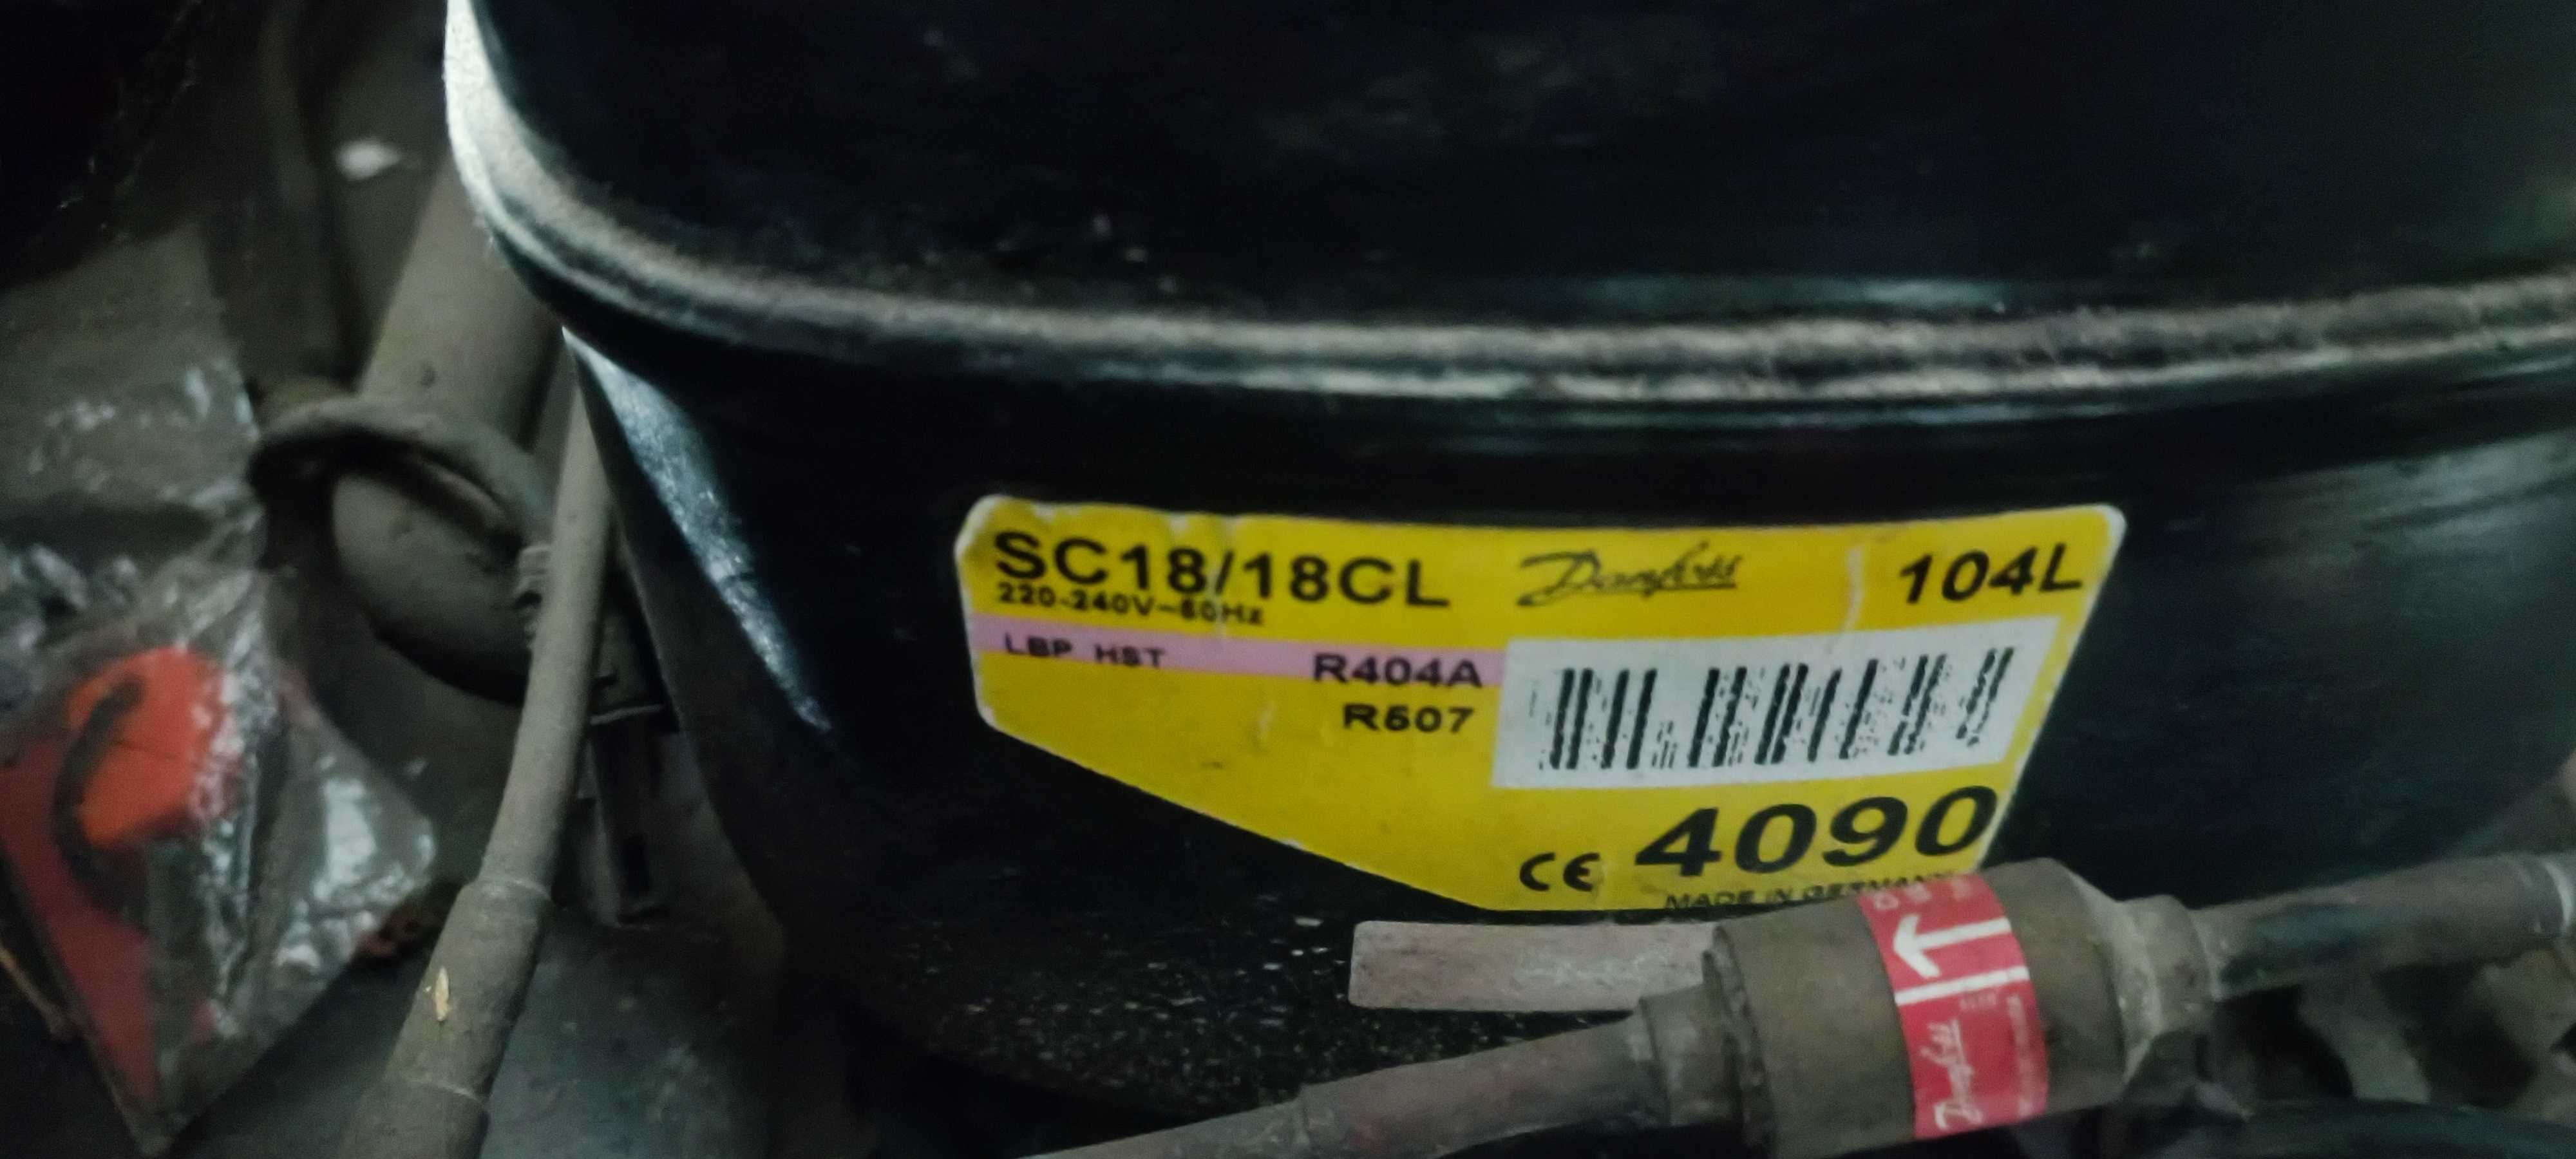 SC18/18CL Danfoss 104L
220-240V~50Hz
LBP HST R404A
R507
CE 4090
MADE IN GERMANY
Danfoss